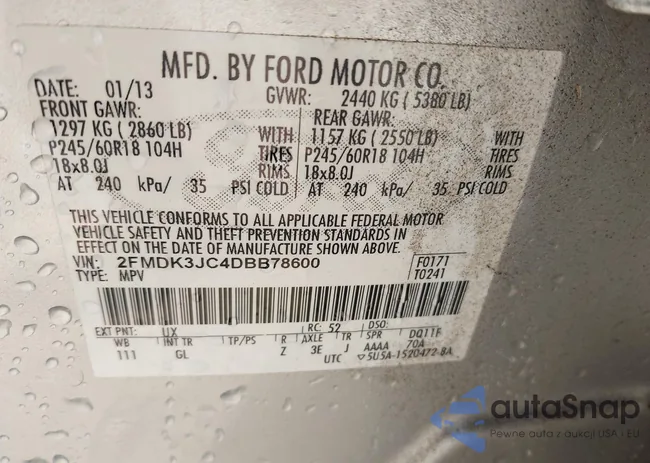 MFD. BY FORD MOTOR CO.
DATE: 01/13 GVWR: 2440 KG ( 5380 LB)
FRONT GAWR: REAR GAWR:
1297 KG ( 2860 LB) WITH 1157 KG ( 2550 LB) WITH
P245/60R18 104H TIRES P245/60R18 104H TIRES
18x8.0J RIMS 18x8.0J RIMS
AT 240 kPa/ 35 PSI COLD AT 240 kPa/ 35 PSI COLD
THIS VEHICLE CONFORMS TO ALL APPLICABLE FEDERAL MOTOR
VEHICLE SAFETY AND THEFT PREVENTION STANDARDS IN
EFFECT ON THE DATE OF MANUFACTURE SHOWN ABOVE.
VIN: 2FMDK3JC4DBB78600 F0171
TYPE: MPV T0241
EXT PNT: UX RC: 52 DSO:
WB INT TR TP/PS R AXLE TR SPR
111 GL Z 3E J AAAA 70A
UTC
autaSnap
Pewne auta z aukcji USA - EU